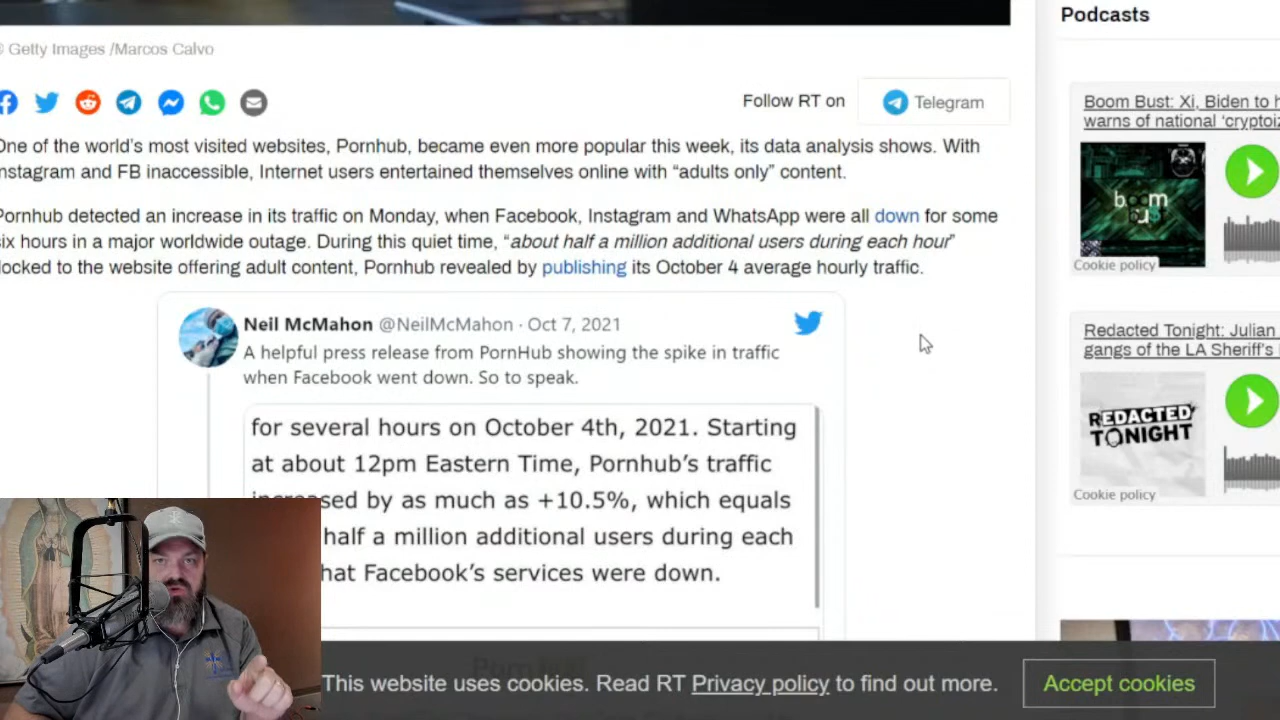 Podcasts
© Getty Images /Marcos Calvo
Follow RT on
Telegram
One of the world's most visited websites, Pornhub, became even more popular this week, its data analysis shows. With
Instagram and FB inaccessible, Internet users entertained themselves online with “adults only” content.
Pornhub detected an increase in its traffic on Monday, when Facebook, Instagram and WhatsApp were all down for some
six hours in a major worldwide outage. During this quiet time, “about half a million additional users during each hour”
flocked to the website offering adult content, Pornhub revealed by publishing its October 4 average hourly traffic.
Neil McMahon @NeilMcMahon · Oct 7, 2021
A helpful press release from PornHub showing the spike in traffic
when Facebook went down. So to speak.
for several hours on October 4th, 2021. Starting
at about 12pm Eastern Time, Pornhub's traffic
increased by as much as +10.5%, which equals
half a million additional users during each
hat Facebook's services were down.
Boom Bust: Xi, Biden to h
warns of national 'cryptoiz
boom
bust
Cookie policy
Redacted Tonight: Julian
gangs of the LA Sheriff's
REDACTED
TONIGHT
Cookie policy
This website uses cookies. Read RT Privacy policy to find out more.
Accept cookies